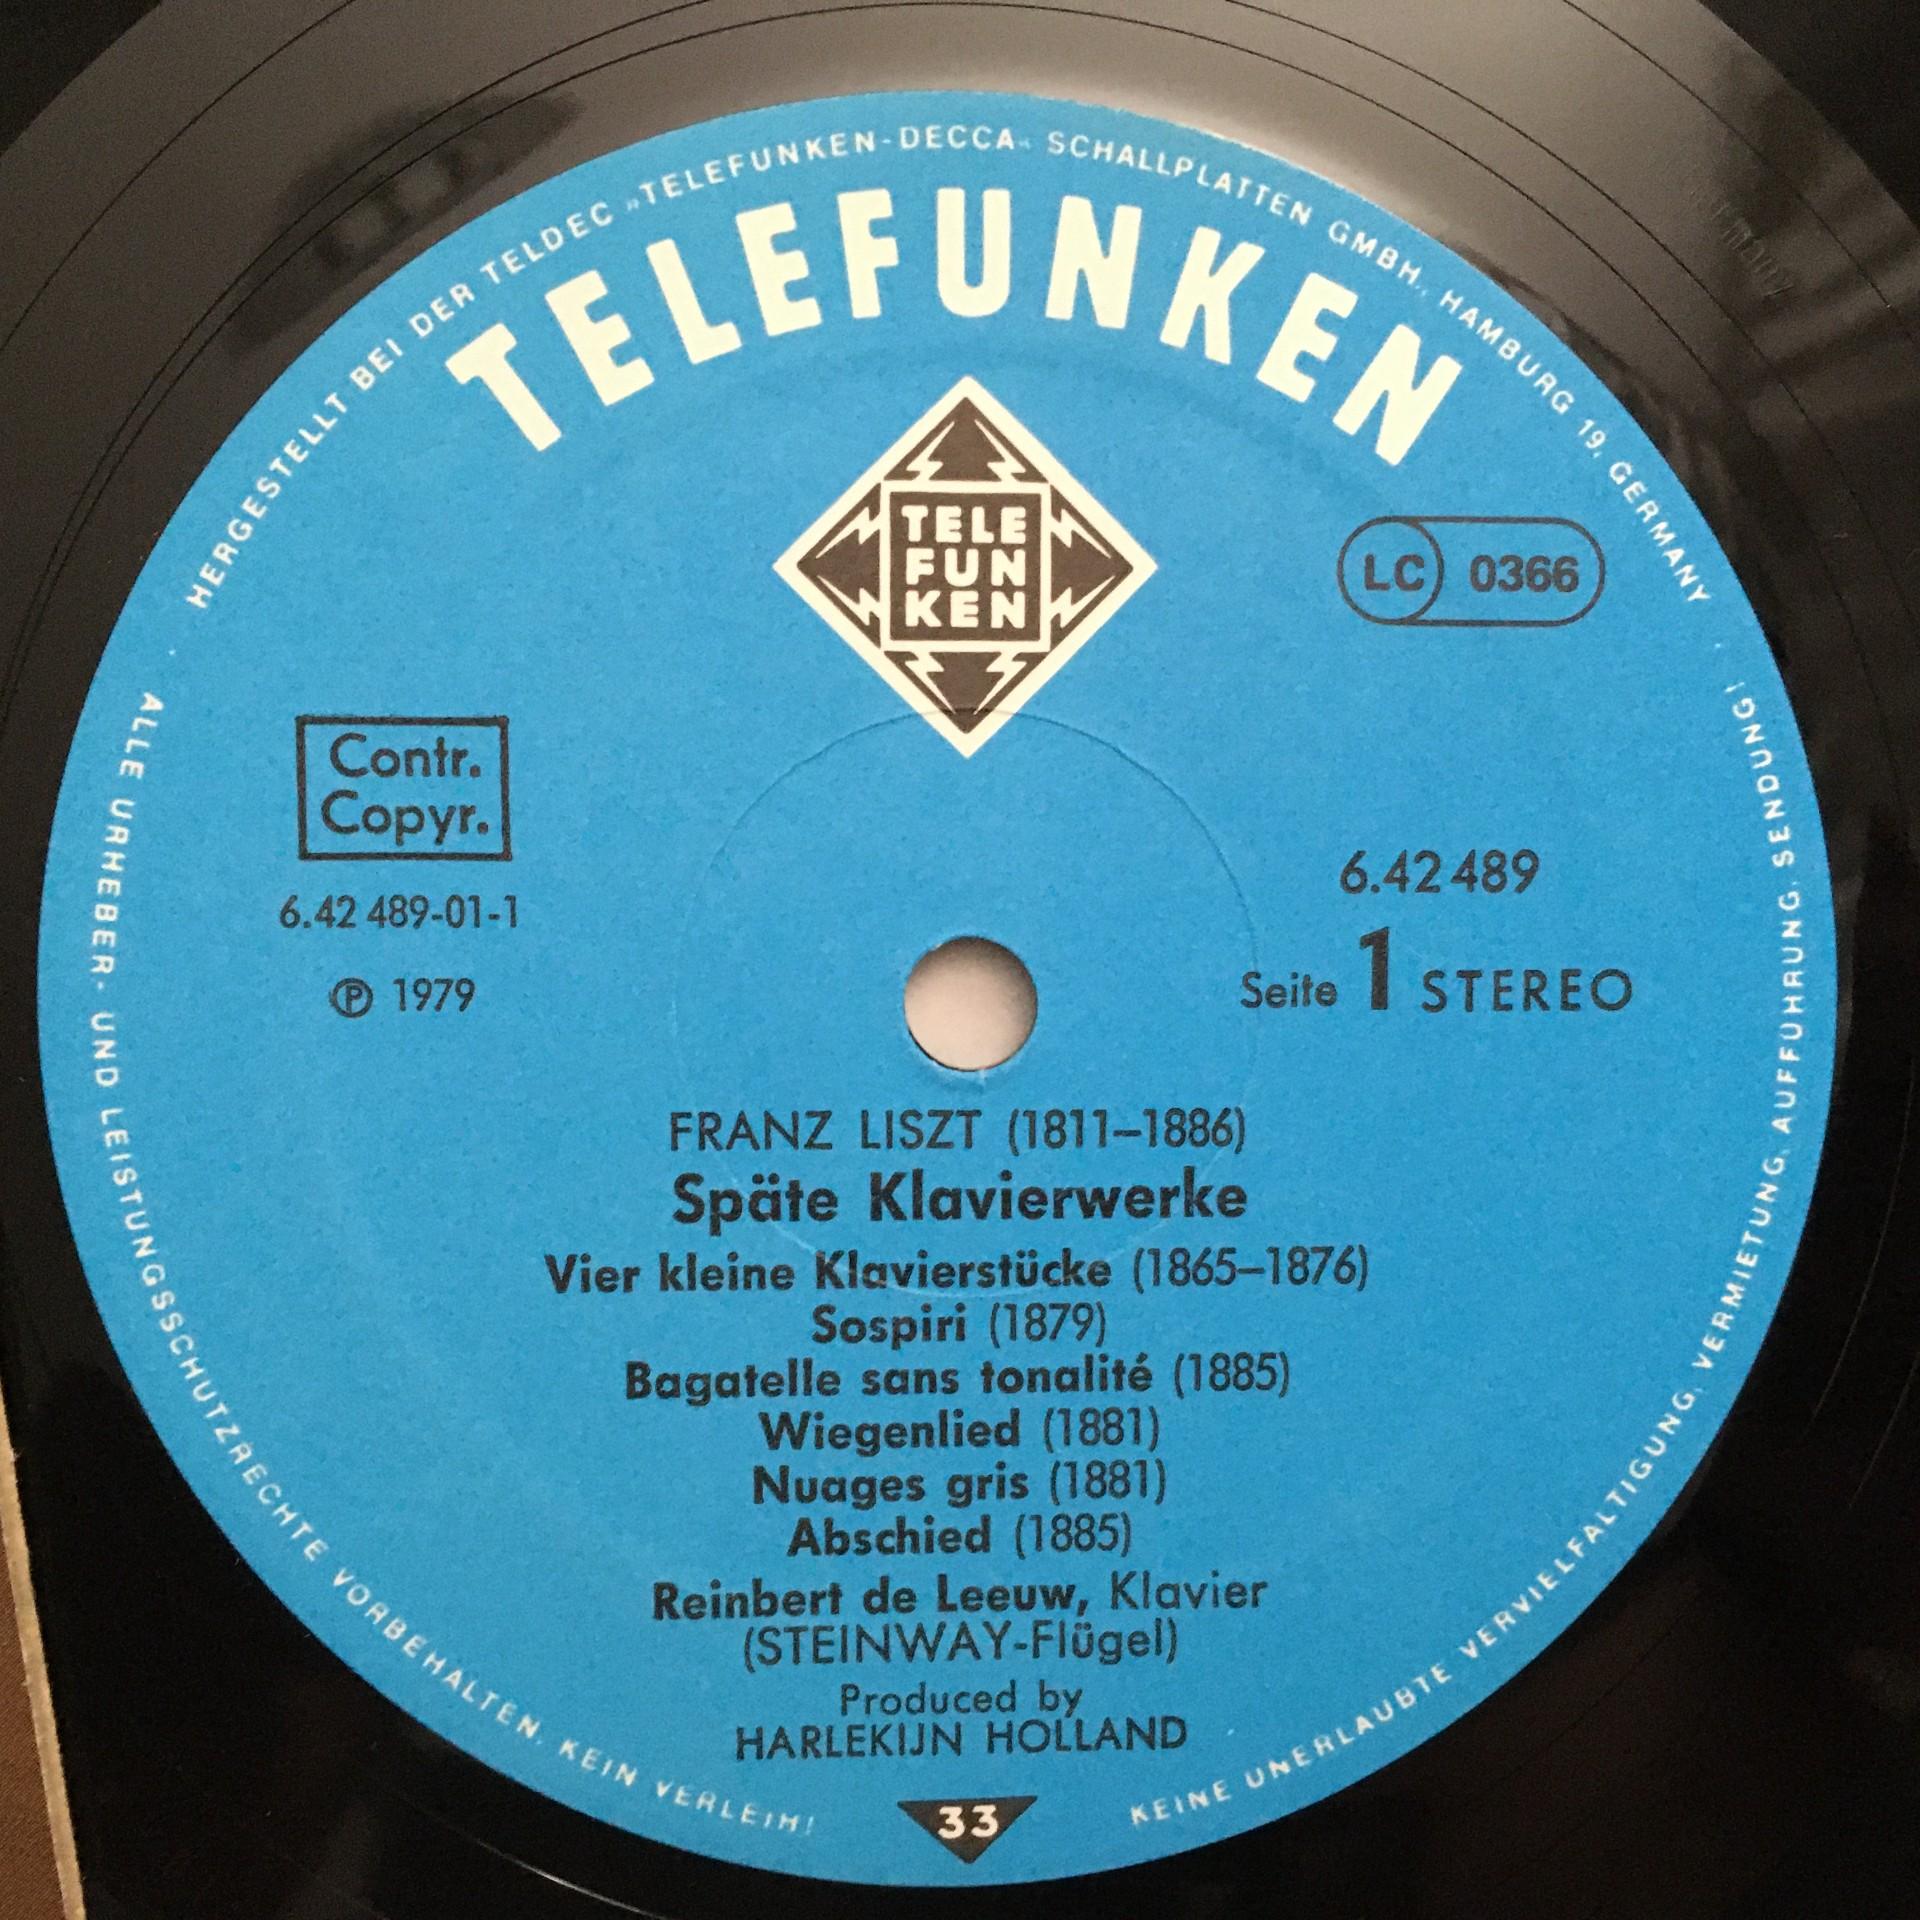 HERGESTELLT BEI DER TELDEC »TELEFUNKEN-DECCA« SCHALLPLATTEN GMBH., HAMBURG 19, GERMANY
TELEFUNKEN
TELE
FUN
KEN
LC 0366
Contr.
Copyr.
6.42 489-01-1
℗ 1979
6.42 489
Seite 1 STEREO
FRANZ LISZT (1811–1886)
Späte Klavierwerke
Vier kleine Klavierstücke (1865–1876)
Sospiri (1879)
Bagatelle sans tonalité (1885)
Wiegenlied (1881)
Nuages gris (1881)
Abschied (1885)
Reinbert de Leeuw, Klavier
(STEINWAY-Flügel)
Produced by
HARLEKIJN HOLLAND
33
ALLE URHEBER- UND LEISTUNGSSCHUTZRECHTE VORBEHALTEN, KEIN VERLEIH!
KEINE UNERLAUBTE VERVIELFALTIGUNG, VERMIETUNG, AUFFUHRUNG, SENDUNG!